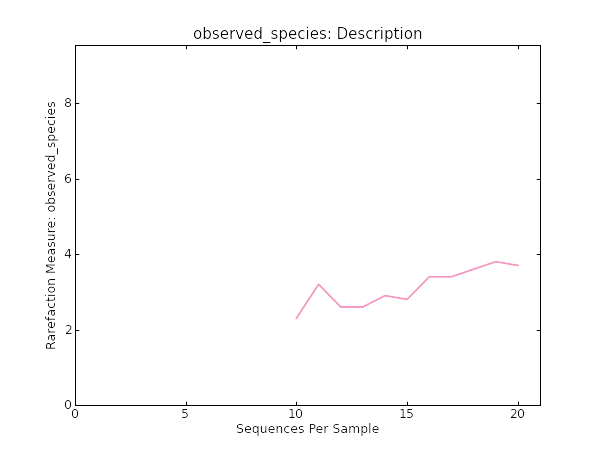 observed_species: Description
Rarefaction Measure: observed_species
8
6
4
2
0
0 5 10 15 20
Sequences Per Sample